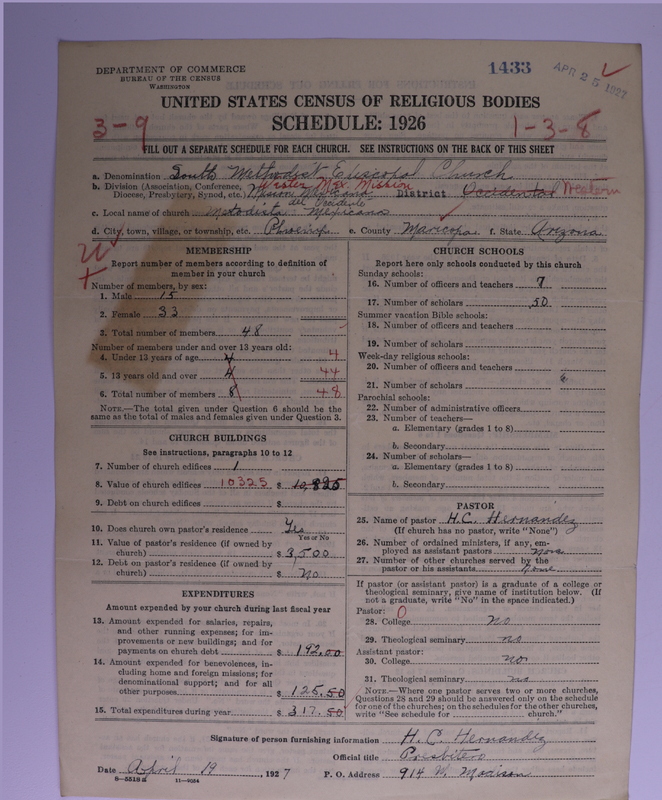 DEPARTMENT OF COMMERCE
BUREAU OF THE CENSUS
WASHINGTON
1433
APR 25 1927
UNITED STATES CENSUS OF RELIGIOUS BODIES
SCHEDULE: 1926
3-9
1-3-8
FILL OUT A SEPARATE SCHEDULE FOR EACH CHURCH. SEE INSTRUCTIONS ON THE BACK OF THIS SHEET
a. Denomination South Methodist Episcopal Church
Wester Mex. Mission
b. Division (Association, Conference, Diocese, Presbytery, Synod, etc.) Mision Mexicana del Occidente District Occidental Western
c. Local name of church Metodista Mexicana
d. City, town, village, or township, etc. Phoenix e. County Maricopa f. State Arizona
MEMBERSHIP
Report number of members according to definition of
member in your church
Number of members, by sex:
1. Male 15
2. Female 33
3. Total number of members 48
Number of members under and over 13 years old:
4. Under 13 years of age 4 4
5. 13 years old and over 4 44
6. Total number of members 8 48
NOTE.—The total given under Question 6 should be
same as the total of males and females given under Question 3.
CHURCH BUILDINGS
See instructions, paragraphs 10 to 12
7. Number of church edifices 1
8. Value of church edifices 10325 $ 10,825
9. Debt on church edifices $
10. Does church own pastor's residence Yes
Yes or No
11. Value of pastor's residence (if owned by
church) $ 3,500
12. Debt on pastor's residence (if owned by
church) $ No
EXPENDITURES
Amount expended by your church during last fiscal year
13. Amount expended for salaries, repairs,
and other running expenses; for im-
provements or new buildings; and for
payments on church debt $ 192.00
14. Amount expended for benevolences, in-
cluding home and foreign missions; for
denominational support; and for all
other purposes $ 125.50
15. Total expenditures during year $ 317.50
CHURCH SCHOOLS
Report here only schools conducted by this church
Sunday schools:
16. Number of officers and teachers 7
17. Number of scholars 50
Summer vacation Bible schools:
18. Number of officers and teachers
19. Number of scholars
Week-day religious schools:
20. Number of officers and teachers
21. Number of scholars
Parochial schools:
22. Number of administrative officers
23. Number of teachers—
a. Elementary (grades 1 to 8)
b. Secondary
24. Number of scholars—
a. Elementary (grades 1 to 8)
b. Secondary
PASTOR
25. Name of pastor H.C. Hernandez
(If church has no pastor, write "None")
26. Number of ordained ministers, if any, em-
ployed as assistant pastors None
27. Number of other churches served by the
pastor or his assistants None
If pastor (or assistant pastor) is a graduate of a college or
theological seminary, give name of institution below. (If
not a graduate, write "No" in the space indicated.)
Pastor: 0
28. College no
29. Theological seminary no
Assistant pastor:
30. College no
31. Theological seminary no
NOTE.—Where one pastor serves two or more churches,
Questions 28 and 29 should be answered only on the schedule
for one of the churches; on the schedules for the other churches,
write "See schedule for church."
Signature of person furnishing information H. C. Hernandez
Official title Presbitero
Date April 19, 1927 P. O. Address 914 W. Madison
8-5519a 11-9034